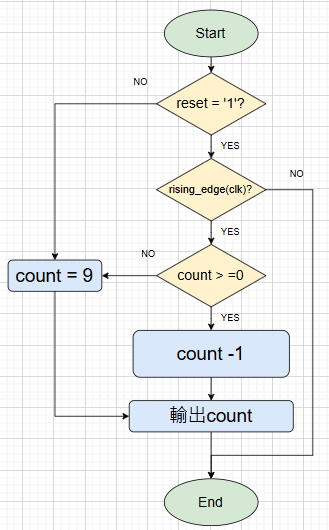 Start
NO
reset = '1'?
YES
NO
rising_edge(clk)?
YES
NO
count > =0
count = 9
YES
count -1
輸出count
End